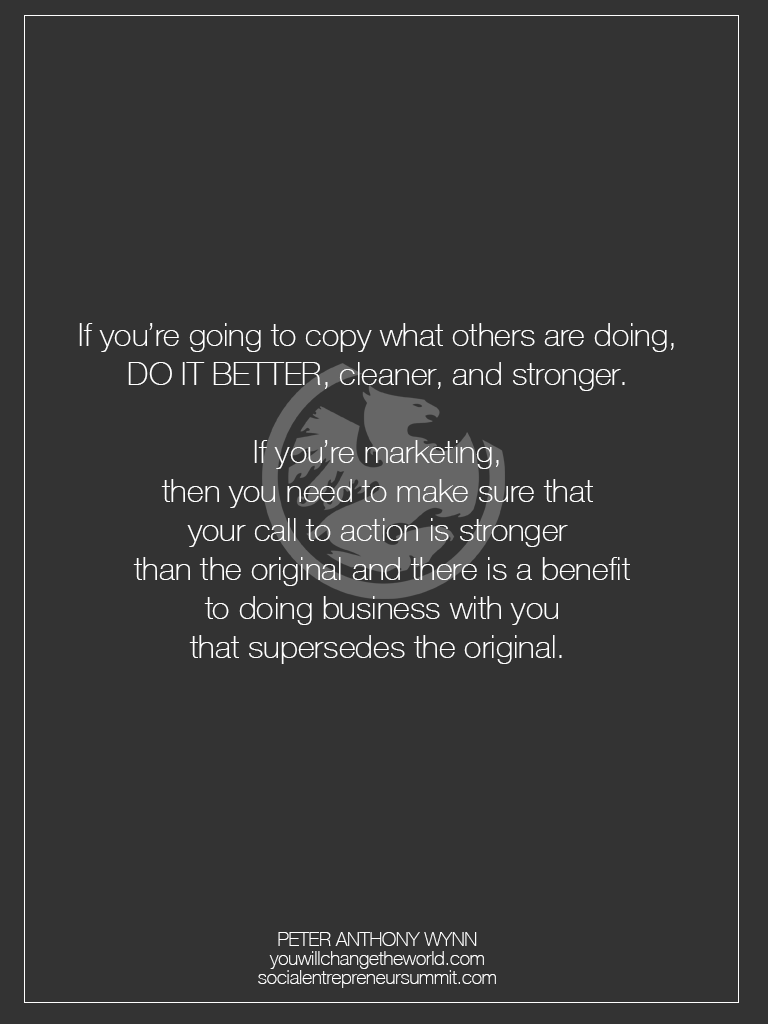 If you’re going to copy what others are doing,
DO IT BETTER, cleaner, and stronger.
If you’re marketing,
then you need to make sure that
your call to action is stronger
than the original and there is a benefit
to doing business with you
that supersedes the original.
PETER ANTHONY WYNN
youwillchangetheworld.com
socialentrepreneursummit.com